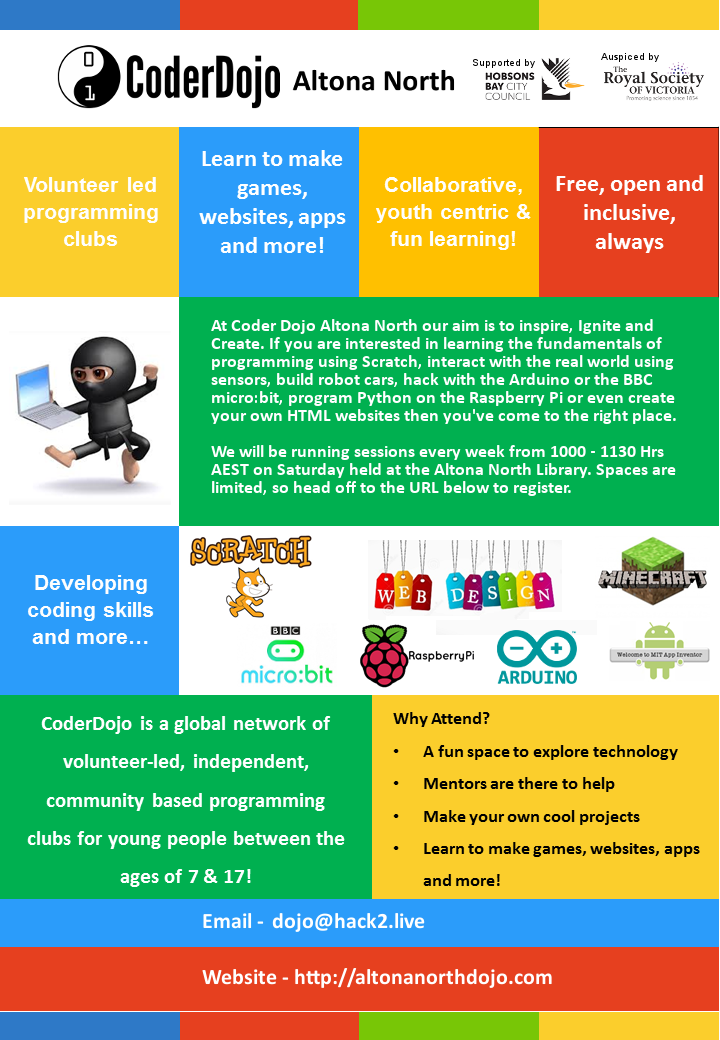 0
1
CoderDojo Altona North
Supported by
HOBSONS
BAY CITY
COUNCIL
Auspiced by
The
Royal Society
OF VICTORIA
Promoting science since 1854
Volunteer led
programming
clubs
Learn to make
games,
websites, apps
and more!
Collaborative,
youth centric &
fun learning!
Free, open and
inclusive,
always
At Coder Dojo Altona North our aim is to inspire, Ignite and
Create. If you are interested in learning the fundamentals of
programming using Scratch, interact with the real world using
sensors, build robot cars, hack with the Arduino or the BBC
micro:bit, program Python on the Raspberry Pi or even create
your own HTML websites then you've come to the right place.
We will be running sessions every week from 1000 - 1130 Hrs
AEST on Saturday held at the Altona North Library. Spaces are
limited, so head off to the URL below to register.
Developing
coding skills
and more…
SCRATCH
WEB DESIGN
MINECRAFT
BBC
micro:bit
RaspberryPi
ARDUINO
Welcome to MIT App Inventor
CoderDojo is a global network of
volunteer-led, independent,
community based programming
clubs for young people between the
ages of 7 & 17!
Why Attend?
• A fun space to explore technology
• Mentors are there to help
• Make your own cool projects
• Learn to make games, websites, apps
and more!
Email - dojo@hack2.live
Website - http://altonanorthdojo.com